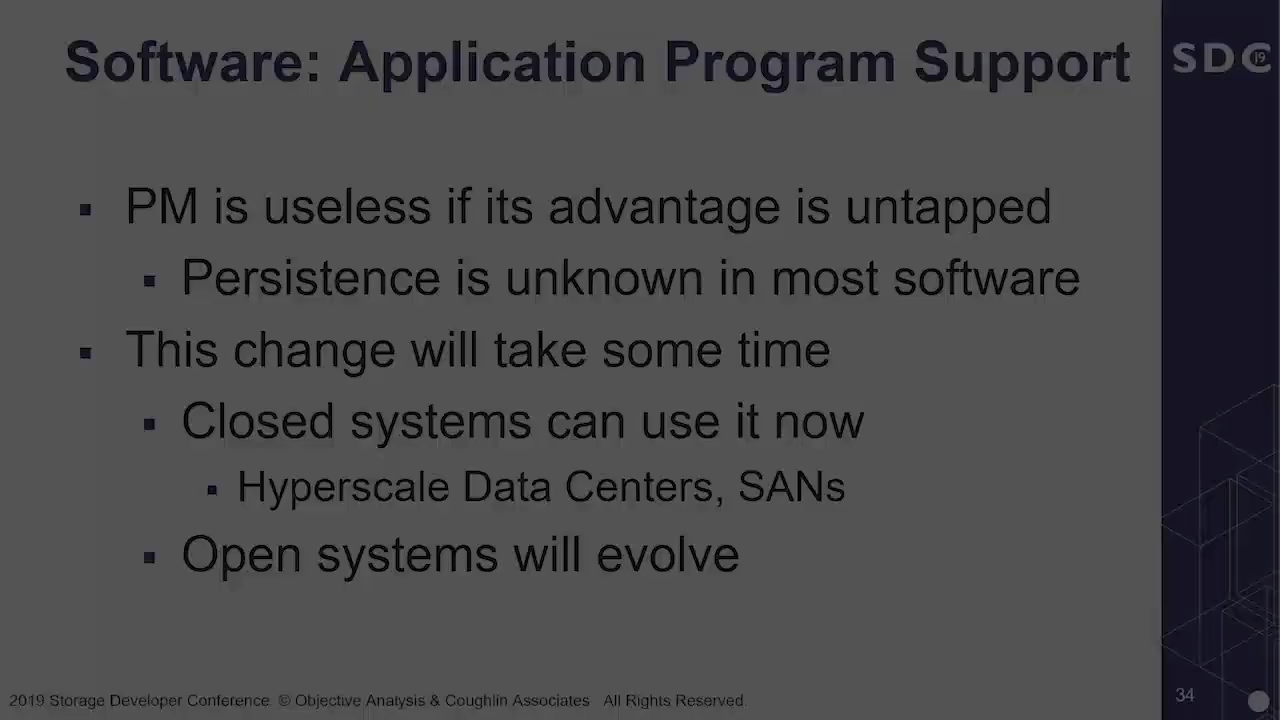 Software: Application Program Support
SDC
19
▪ PM is useless if its advantage is untapped
▪ Persistence is unknown in most software
▪ This change will take some time
▪ Closed systems can use it now
▪ Hyperscale Data Centers, SANs
▪ Open systems will evolve
2019 Storage Developer Conference. © Objective Analysis & Coughlin Associates All Rights Reserved.
34